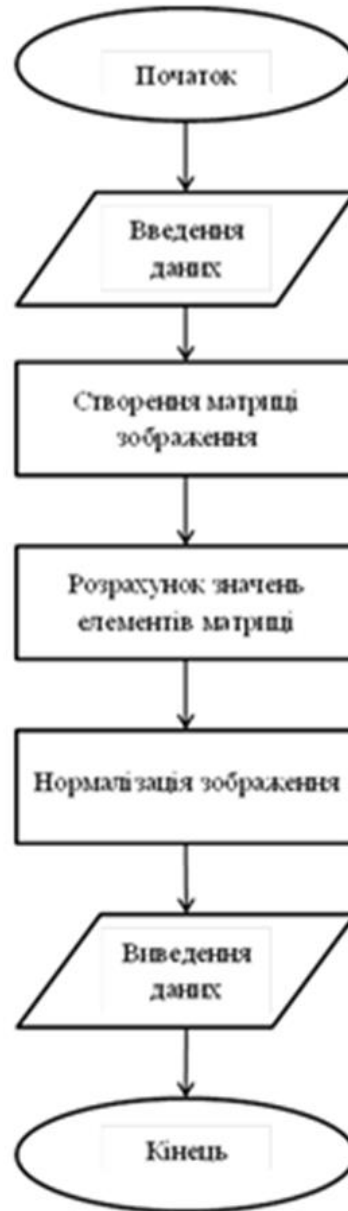 Початок
Введення
даних
Створення матриці
зображення
Розрахунок значень
елементів матриці
Нормалізація зображення
Виведення
даних
Кінець